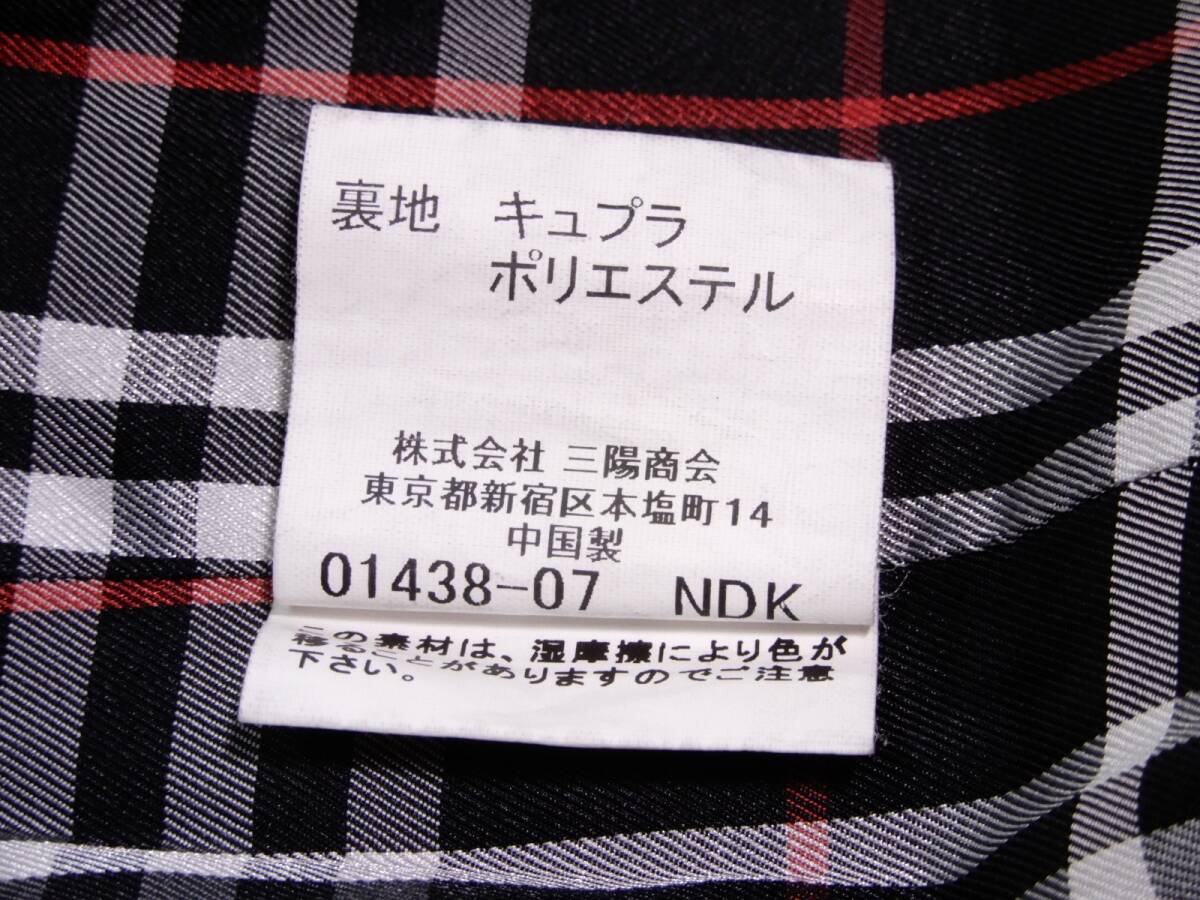 裏地 キュプラ
ポリエステル
株式会社 三陽商会
東京都新宿区本塩町14
中国製
01438-07 NDK
この素材は、湿摩擦により色が
移ることがありますのでご注意
下さい。